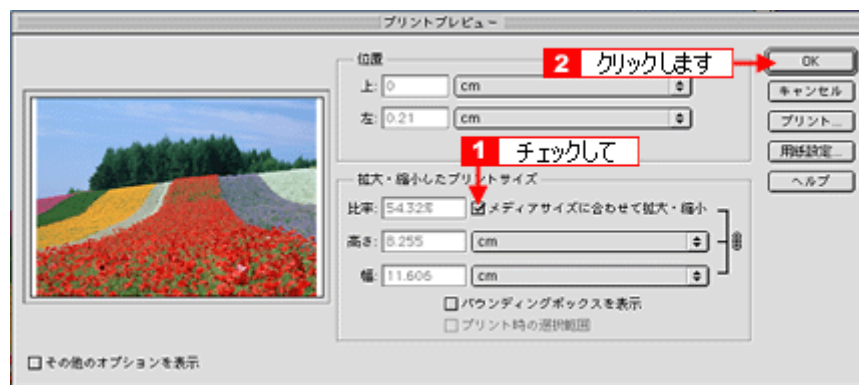 プリントプレビュー
位置
2 クリックします
OK
上: 0 cm
キャンセル
左: 0.21 cm
プリント...
1 チェックして
用紙設定...
拡大・縮小したプリントサイズ
ヘルプ
比率: 54.32% メディアサイズに合わせて拡大・縮小
高さ: 8.255 cm
幅: 11.606 cm
バウンディングボックスを表示
プリント時の選択範囲
その他のオプションを表示